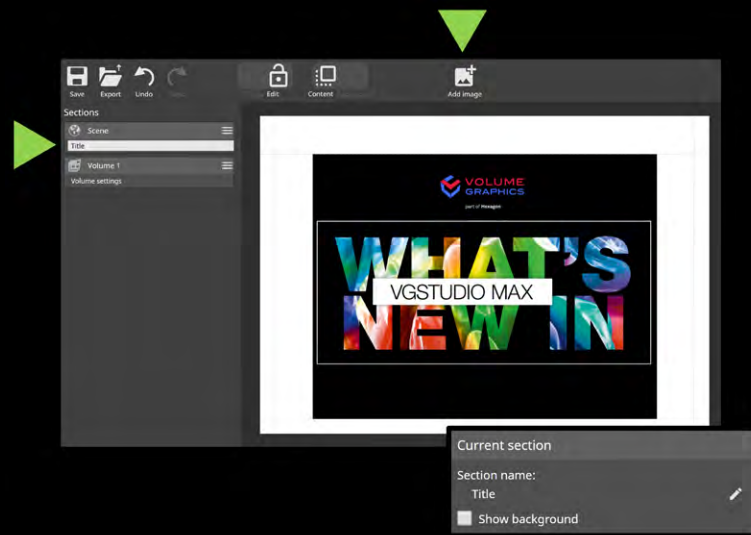 Save
Export
Undo
Edit
Content
Add image
Sections
Scene
Title
Volume 1
Volume settings
VOLUME
GRAPHICS
part of Hexagon
WHAT'S
VGSTUDIO MAX
NEW IN
Current section
Section name:
Title
Show background